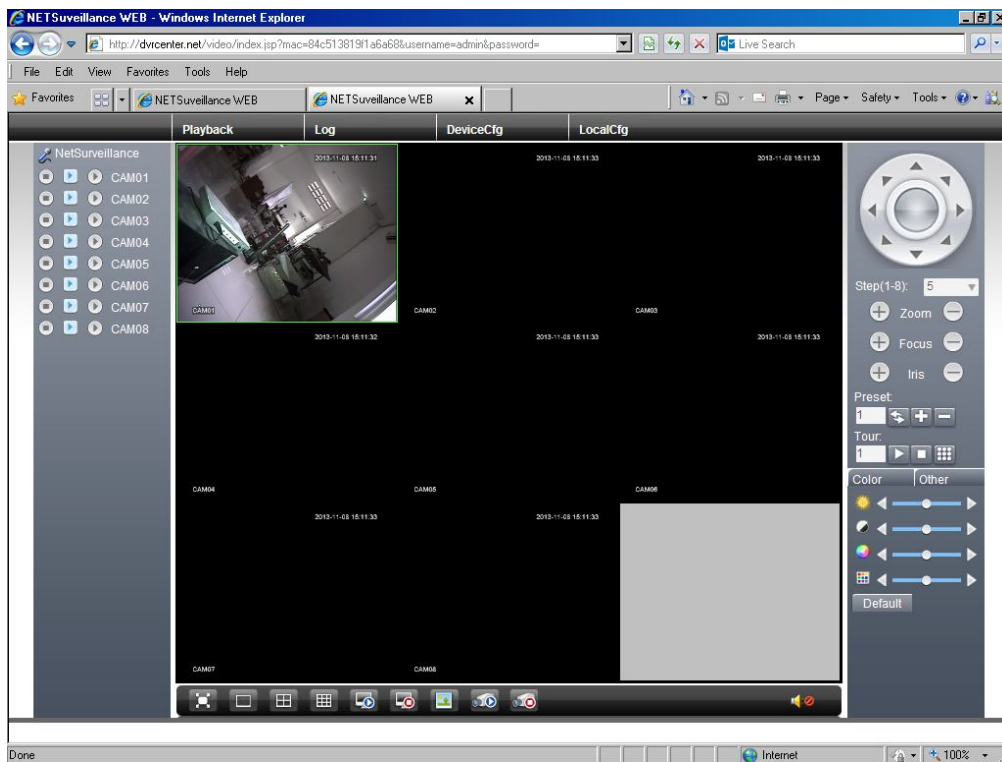 NETSurveillance WEB - Windows Internet Explorer
http://dvrcenter.net/video/index.jsp?mac=84c513819f1a6a68&username=admin&password=
Live Search
File Edit View Favorites Tools Help
Favorites
NETSuveillance WEB
NETSuveillance WEB
Page Safety Tools
Playback Log DeviceCfg LocalCfg
NetSurveillance
CAM01
CAM02
CAM03
CAM04
CAM05
CAM06
CAM07
CAM08
2013-11-08 15:11:31
2013-11-08 15:11:33
2013-11-08 15:11:33
CAM01
CAM02
CAM03
2013-11-08 15:11:32
2013-11-08 15:11:33
2013-11-08 15:11:33
CAM04
CAM05
CAM06
2013-11-08 15:11:33
2013-11-08 15:11:33
CAM07
CAM08
Step(1-8): 5
Zoom
Focus
Iris
Preset:
1
Tour:
1
Color Other
Default
Done Internet 100%